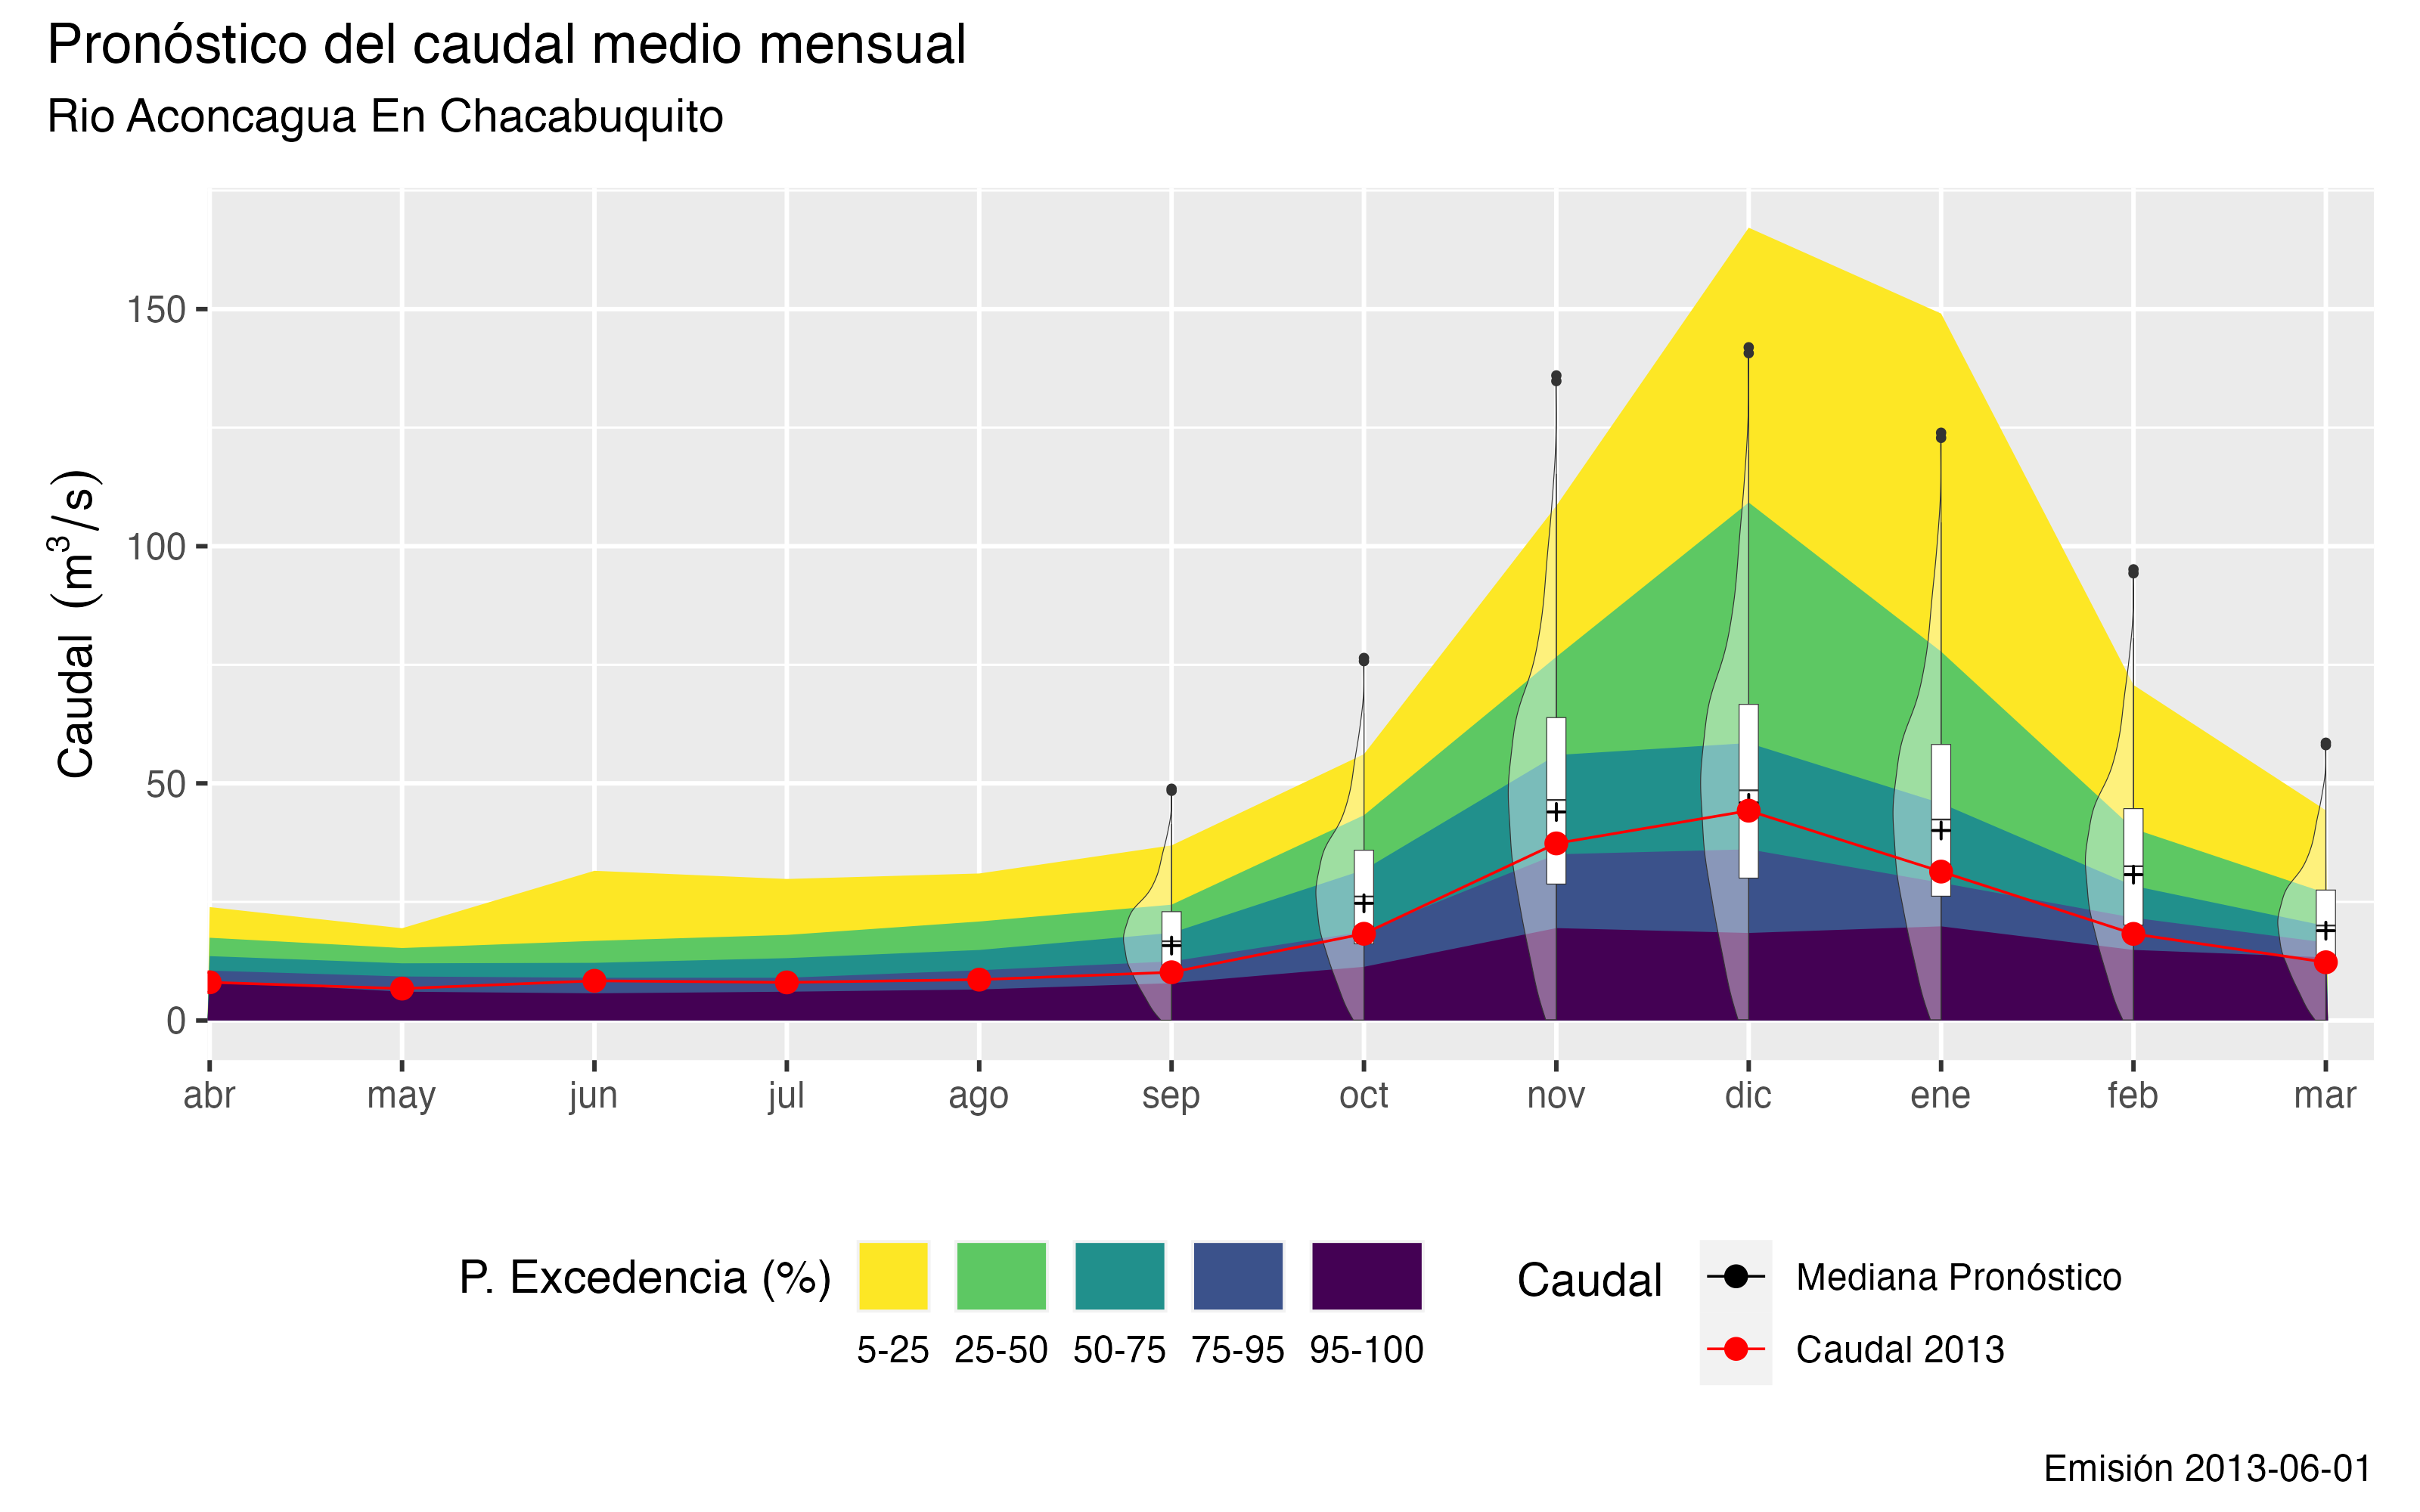 Pronóstico del caudal medio mensual
Rio Aconcagua En Chacabuquito
Caudal (m³/s)
150
100
50
0
abr may jun jul ago sep oct nov dic ene feb mar
P. Excedencia (%)
5-25 25-50 50-75 75-95 95-100
Caudal
Mediana Pronóstico
Caudal 2013
Emisión 2013-06-01